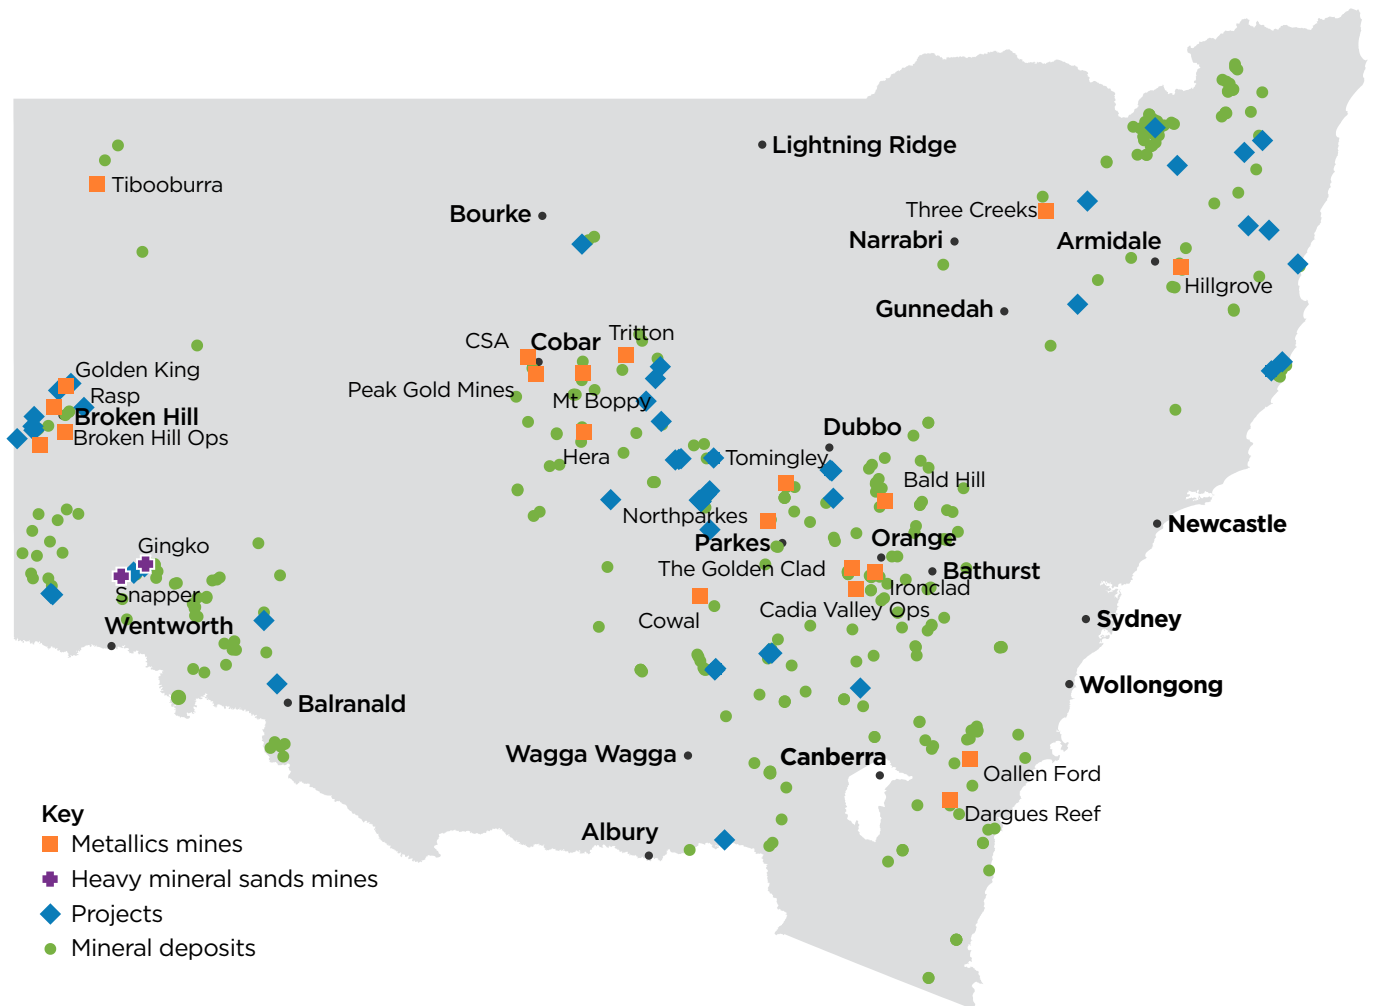 Lightning Ridge
Tibooburra
Bourke
Three Creeks
Narrabri
Armidale
Hillgrove
Gunnedah
CSA
Cobar
Tritton
Golden King
Peak Gold Mines
Rasp
Mt Boppy
Broken Hill
Broken Hill Ops
Dubbo
Hera
Tomingley
Bald Hill
Northparkes
Newcastle
Parkes
Orange
Gingko
The Golden Clad
Bathurst
Ironclad
Snapper
Cadia Valley Ops
Cowal
Sydney
Wentworth
Wollongong
Balranald
Wagga Wagga
Canberra
Oallen Ford
Dargues Reef
Albury
Key
Metallics mines
Heavy mineral sands mines
Projects
Mineral deposits